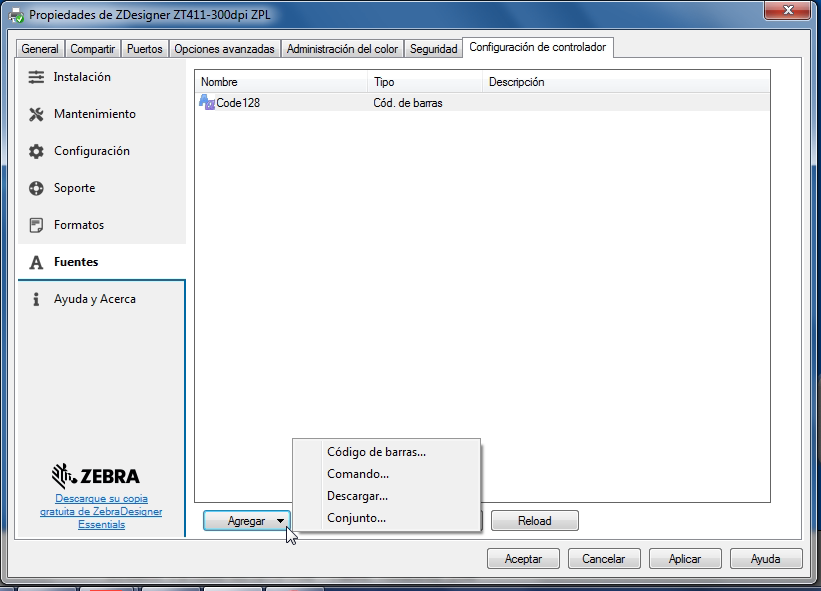 Propiedades de ZDesigner ZT411-300dpi ZPL
General Compartir Puertos Opciones avanzadas Administración del color Seguridad Configuración de controlador
Instalación
Mantenimiento
Configuración
Soporte
Formatos
Fuentes
Ayuda y Acerca
Nombre Tipo Descripción
Code128 Cód. de barras
ZEBRA
Descargue su copia
gratuita de ZebraDesigner
Essentials
Código de barras...
Comando...
Descargar...
Conjunto...
Agregar Reload
Aceptar Cancelar Aplicar Ayuda